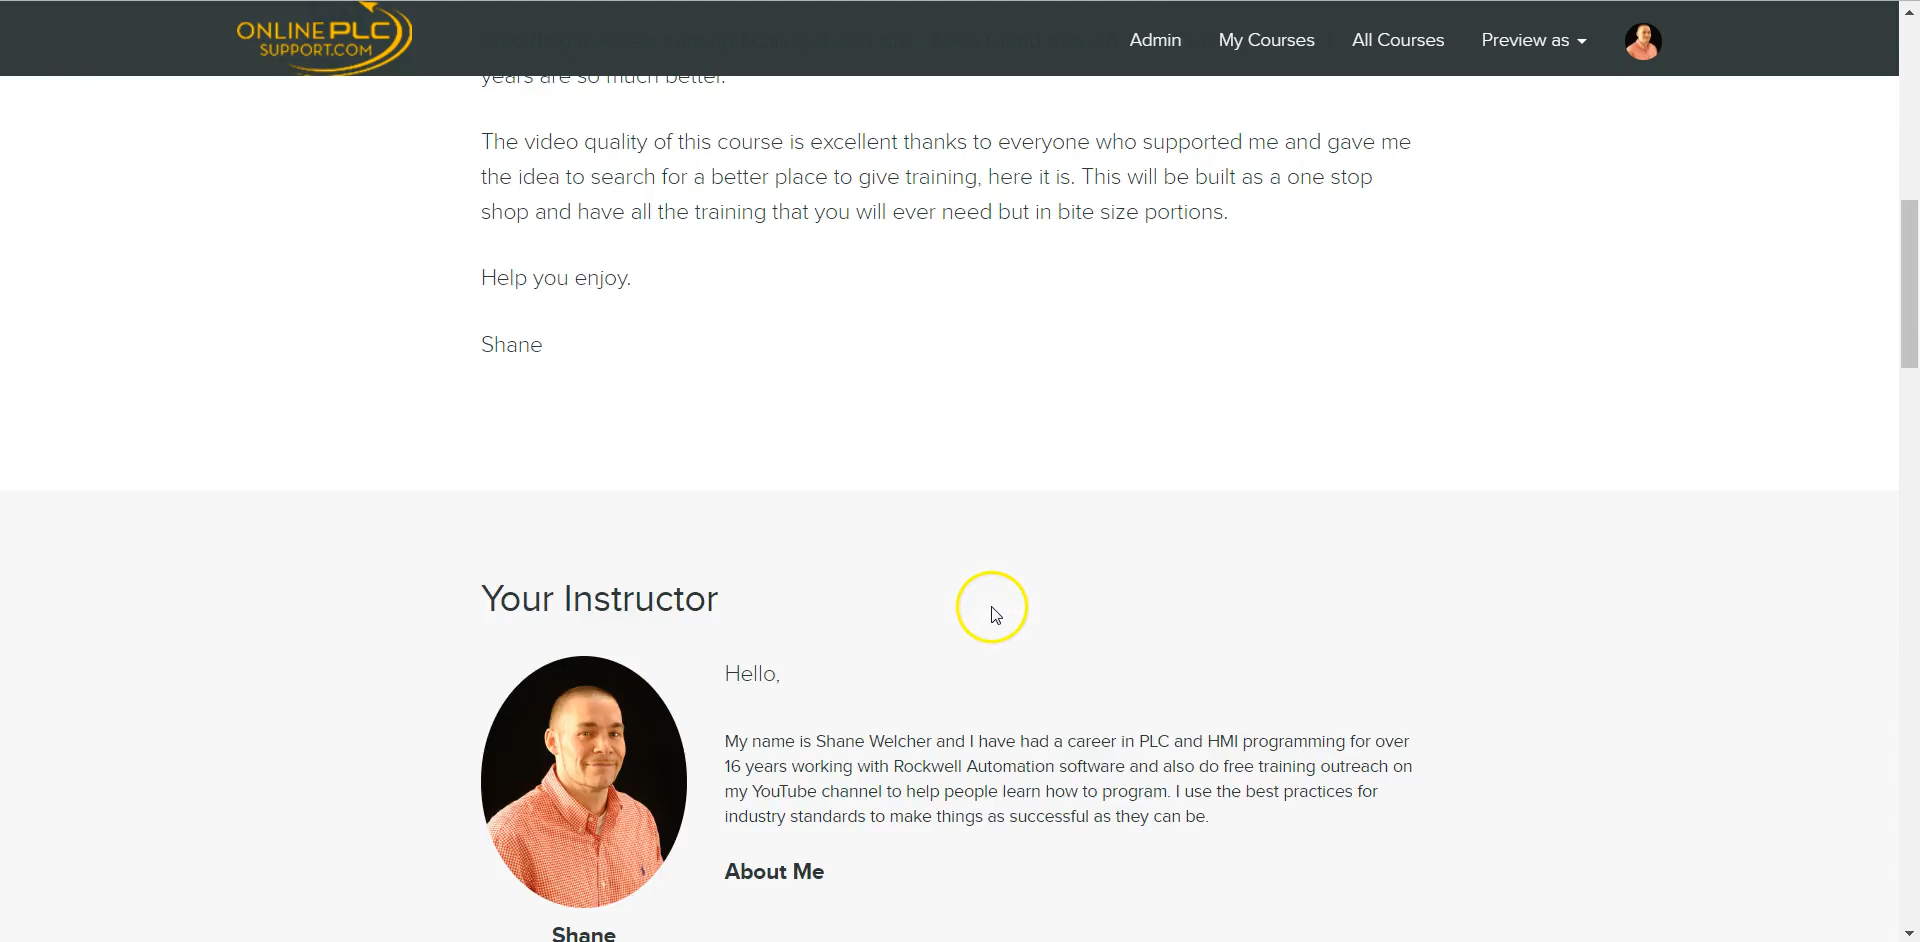 ONLINE PLC
SUPPORT.COM
Admin
My Courses
All Courses
Preview as
years are so much better.
The video quality of this course is excellent thanks to everyone who supported me and gave me
the idea to search for a better place to give training, here it is. This will be built as a one stop
shop and have all the training that you will ever need but in bite size portions.
Help you enjoy.
Shane
Your Instructor
Hello,
My name is Shane Welcher and I have had a career in PLC and HMI programming for over
16 years working with Rockwell Automation software and also do free training outreach on
my YouTube channel to help people learn how to program. I use the best practices for
industry standards to make things as successful as they can be.
About Me
Shane